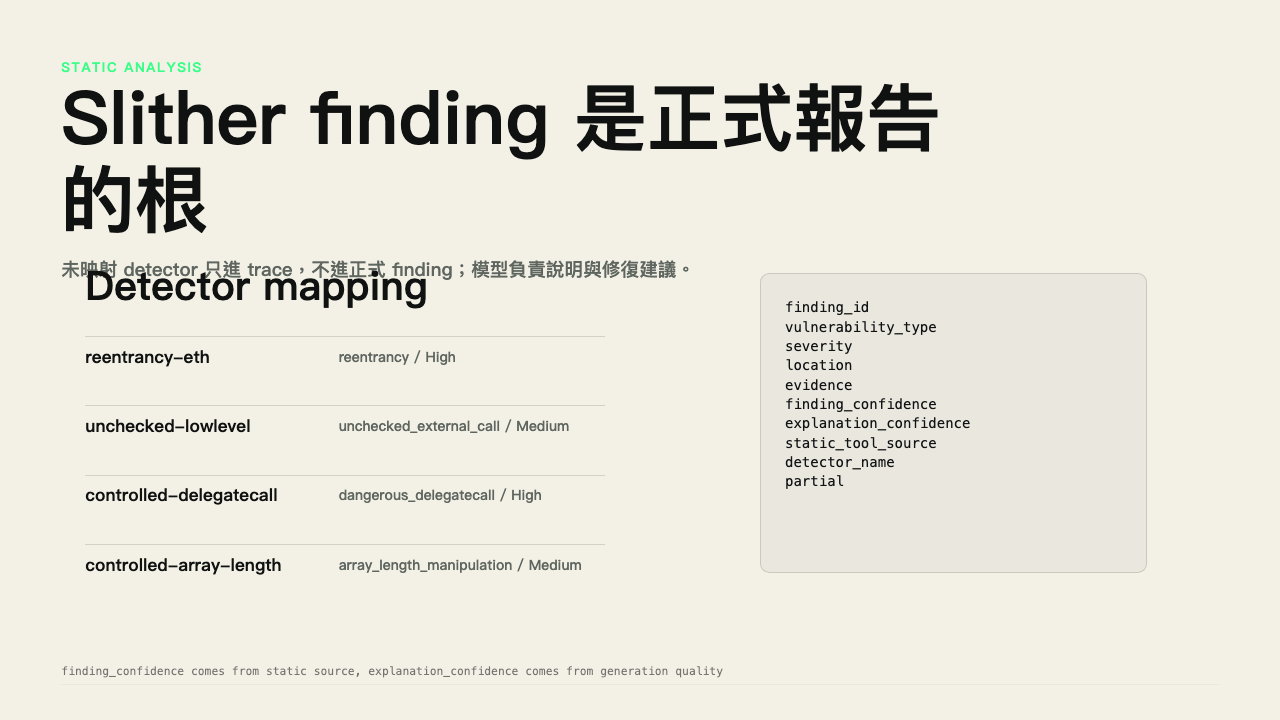 STATIC ANALYSIS
Slither finding 是正式報告
的根
未映射 detector 只進 trace，不進正式 finding；模型負責說明與修復建議。
Detector mapping
reentrancy-eth reentrancy / High
unchecked-lowlevel unchecked_external_call / Medium
controlled-delegatecall dangerous_delegatecall / High
controlled-array-length array_length_manipulation / Medium
finding_id
vulnerability_type
severity
location
evidence
finding_confidence
explanation_confidence
static_tool_source
detector_name
partial
finding_confidence comes from static source, explanation_confidence comes from generation quality